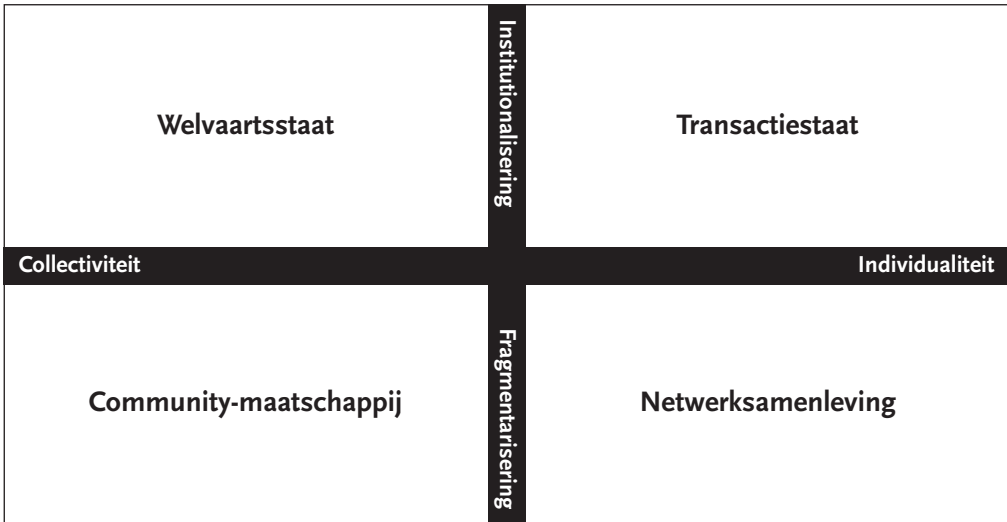 Institutionalisering
Welvaartsstaat
Transactiestaat
Collectiviteit
Individualiteit
Fragmentarisering
Community-maatschappij
Netwerksamenleving